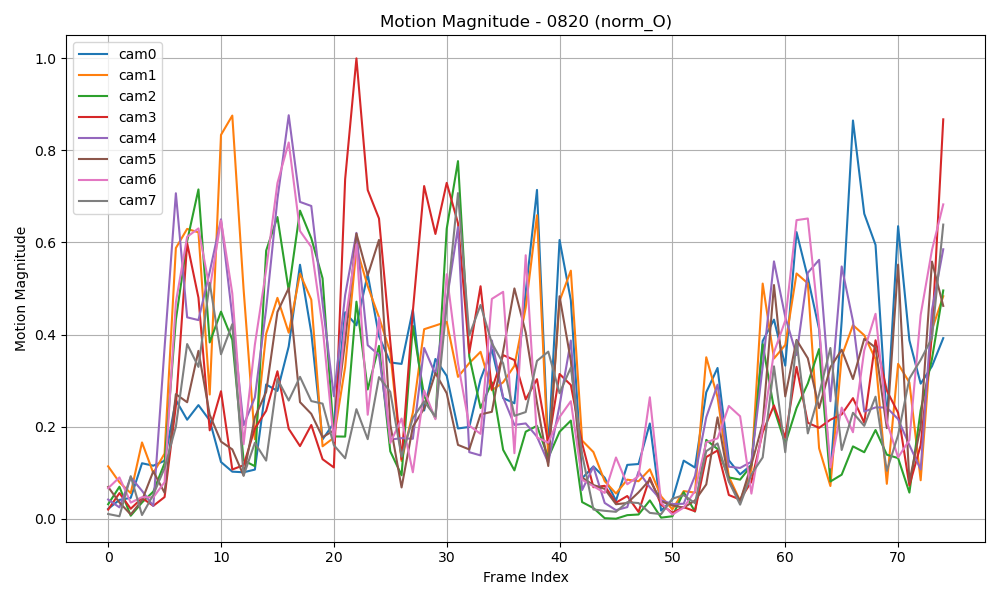 Motion Magnitude - 0820 (norm_O)
cam0
cam1
cam2
cam3
cam4
cam5
cam6
cam7
1.0
0.8
0.6
0.4
0.2
0.0
Motion Magnitude
0 10 20 30 40 50 60 70
Frame Index